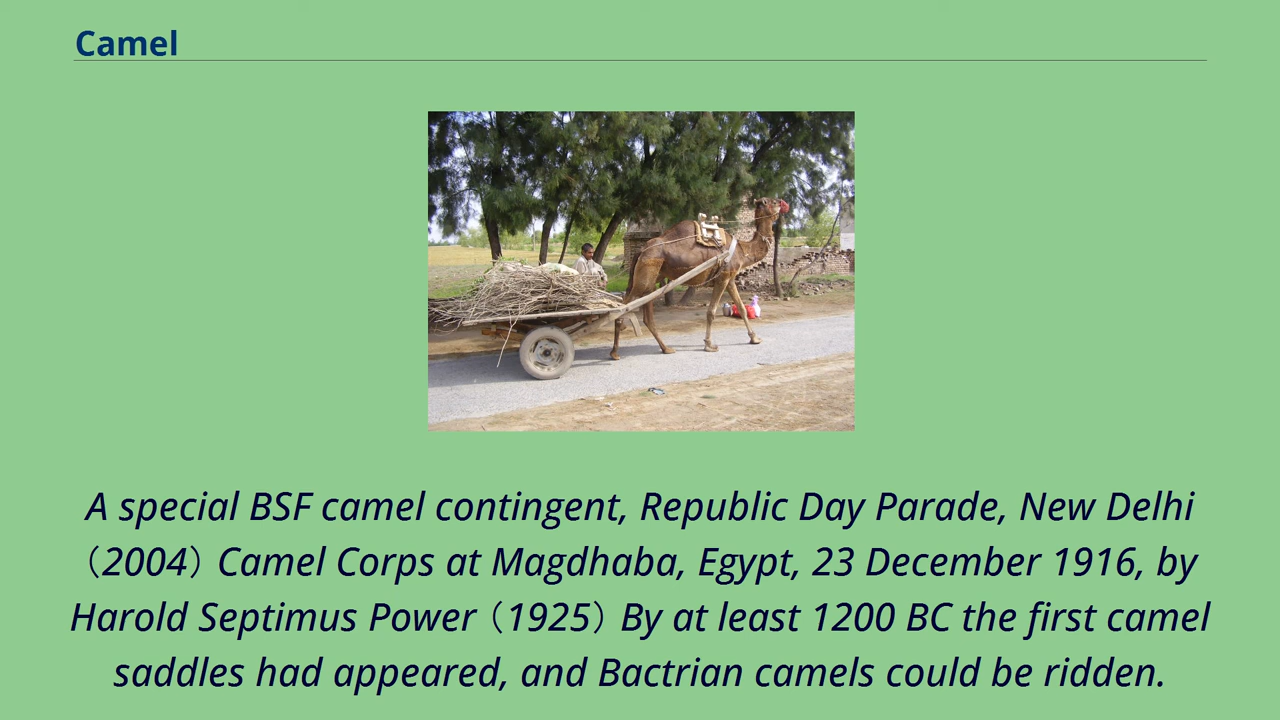 Camel
A special BSF camel contingent, Republic Day Parade, New Delhi
（2004）Camel Corps at Magdhaba, Egypt, 23 December 1916, by
Harold Septimus Power（1925）By at least 1200 BC the first camel
saddles had appeared, and Bactrian camels could be ridden.